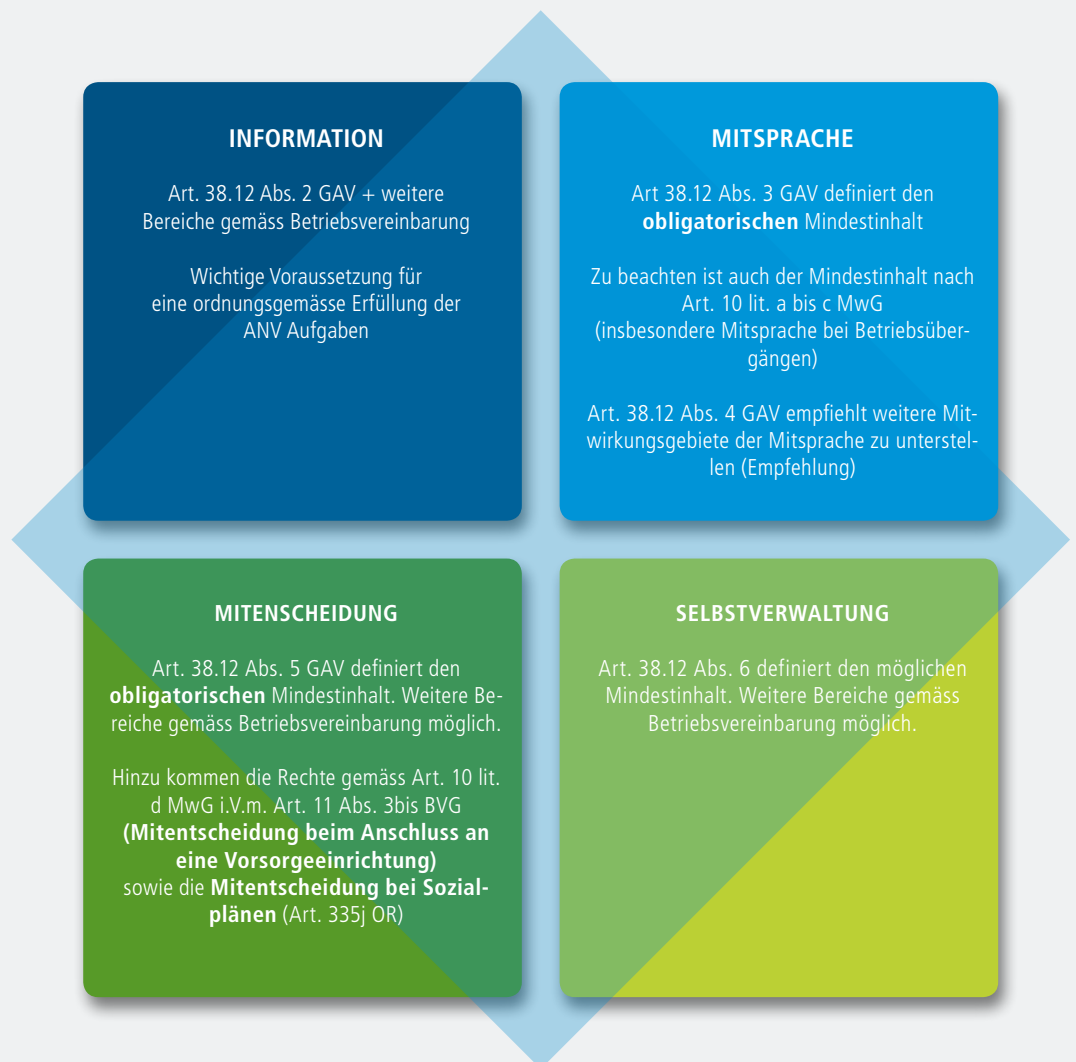 INFORMATION
Art. 38.12 Abs. 2 GAV + weitere
Bereiche gemäss Betriebsvereinbarung
Wichtige Voraussetzung für
eine ordnungsgemässe Erfüllung der
ANV Aufgaben
MITSPRACHE
Art 38.12 Abs. 3 GAV definiert den
obligatorischen Mindestinhalt
Zu beachten ist auch der Mindestinhalt nach
Art. 10 lit. a bis c MwG
(insbesondere Mitsprache bei Betriebsüber-
gängen)
Art. 38.12 Abs. 4 GAV empfiehlt weitere Mit-
wirkungsgebiete der Mitsprache zu unterstel-
len (Empfehlung)
MITENSCHEIDUNG
Art. 38.12 Abs. 5 GAV definiert den
obligatorischen Mindestinhalt. Weitere Be-
reiche gemäss Betriebsvereinbarung möglich.
Hinzu kommen die Rechte gemäss Art. 10 lit.
d MwG i.V.m. Art. 11 Abs. 3bis BVG
(Mitentscheidung beim Anschluss an
eine Vorsorgeeinrichtung)
sowie die Mitentscheidung bei Sozial-
plänen (Art. 335j OR)
SELBSTVERWALTUNG
Art. 38.12 Abs. 6 definiert den möglichen
Mindestinhalt. Weitere Bereiche gemäss
Betriebsvereinbarung möglich.